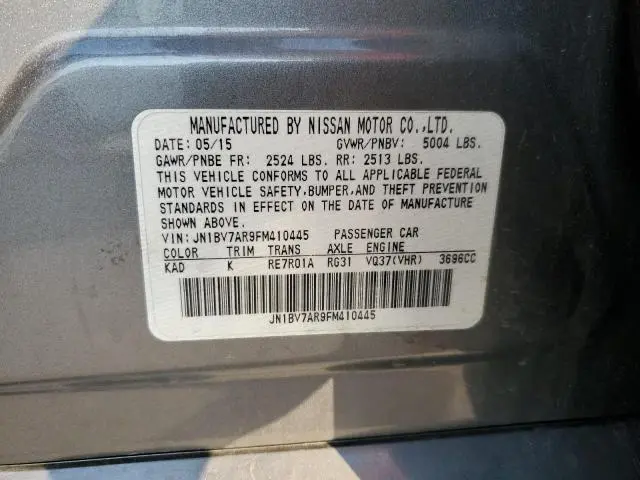 MANUFACTURED BY NISSAN MOTOR CO.,LTD.
DATE: 05/15 GVWR/PNBV: 5004 LBS.
GAWR/PNBE FR: 2524 LBS. RR: 2513 LBS.
THIS VEHICLE CONFORMS TO ALL APPLICABLE FEDERAL
MOTOR VEHICLE SAFETY,BUMPER,AND THEFT PREVENTION
STANDARDS IN EFFECT ON THE DATE OF MANUFACTURE
SHOWN ABOVE.
VIN:JN1BV7AR9FM410445 PASSENGER CAR
COLOR TRIM TRANS AXLE ENGINE
KAD K RE7R01A RG31 VQ37(VHR) 3696CC
JN1BV7AR9FM410445